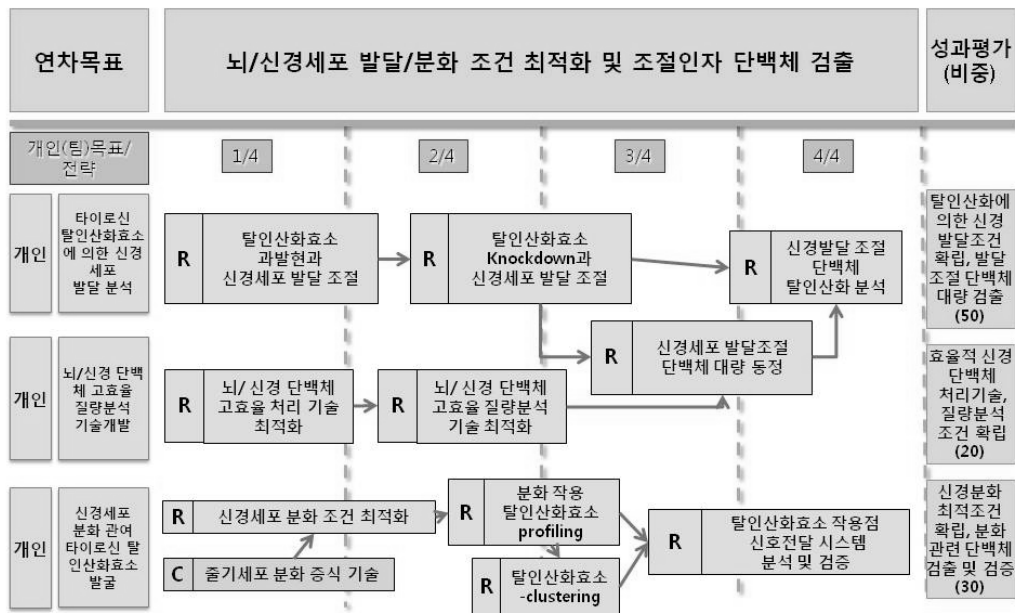 연차목표
뇌/신경세포 발달/분화 조건 최적화 및 조절인자 단백체 검출
성과평가
(비중)
개인(팀)목표/
전략
1/4
2/4
3/4
4/4
개인
타이로신
탈인산화효소
에 의한 신경
세포
발달 분석
R
탈인산화효소
과발현과
신경세포 발달 조절
R
탈인산화효소
Knockdown과
신경세포 발달 조절
R
신경발달 조절
단백체
탈인산화 분석
탈인산화에
의한 신경
발달조건
확립, 발달
조절 단백체
대량 검출
(50)
R
신경세포 발달조절
단백체 대량 동정
개인
뇌/신경 단백
체 고효율
질량분석
기술개발
R
뇌/ 신경 단백체
고효율 처리 기술
최적화
R
뇌/ 신경 단백체
고효율 질량분석
기술 최적화
효율적 신경
단백체
처리기술,
질량분석
조건 확립
(20)
개인
신경세포
분화 관여
타이로신 탈
인산화효소
발굴
R
신경세포 분화 조건 최적화
C
줄기세포 분화 증식 기술
R
분화 작용
탈인산화효소
profiling
R
탈인산화효소
-clustering
R
탈인산화효소 작용점
신호전달 시스템
분석 및 검증
신경분화
최적조건
확립, 분화
관련 단백체
검출 및 검증
(30)